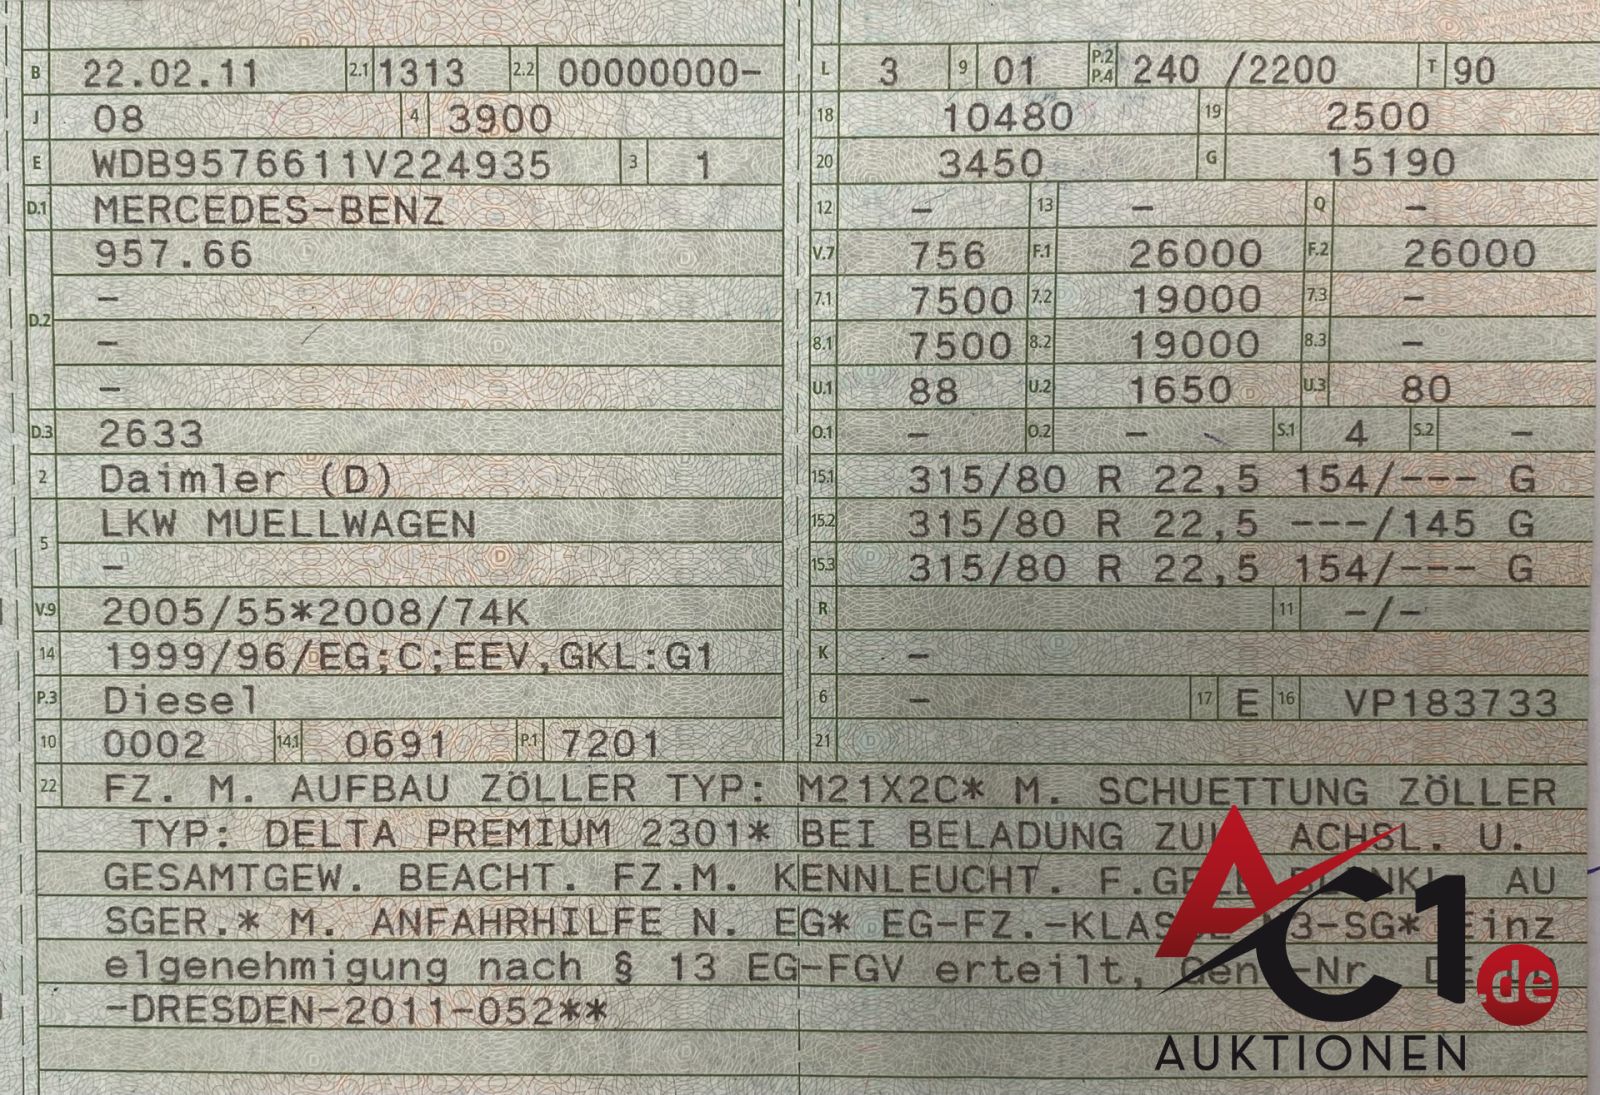 B 22.02.11 2.1 1313 2.2 00000000-
J 08 4 3900
E WDB9576611V224935 3 1
D.1 MERCEDES-BENZ
957.66
-
D.2
-
-
D.3 2633
2 Daimler (D)
LKW MUELLWAGEN
5
-
V.9 2005/55*2008/74K
14 1999/96/EG;C;EEV,GKL:G1
P.3 Diesel
10 0002 14.1 0691 P.1 7201
L 3 9 01 P.2 P.4 240 /2200 T 90
18 10480 19 2500
20 3450 G 15190
12 - 13 - Q -
V.7 756 F.1 26000 F.2 26000
7.1 7500 7.2 19000 7.3 -
8.1 7500 8.2 19000 8.3 -
U.1 88 U.2 1650 U.3 80
O.1 - O.2 - S.1 4 S.2 -
15.1 315/80 R 22,5 154/--- G
15.2 315/80 R 22,5 ---/145 G
15.3 315/80 R 22,5 154/--- G
R 11 -/-
K -
6 - 17 E 16 VP183733
21
22 FZ. M. AUFBAU ZÖLLER TYP: M21X2C* M. SCHUETTUNG ZÖLLER
TYP: DELTA PREMIUM 2301* BEI BELADUNG ACHSL. U.
GESAMTGEW. BEACHT. FZ.M. KENNLEUCHT. AU
SGER.* M. ANFAHRHILFE N. EG* EG-FZ.-KLASSE N3-SG* Einz
elgenehmigung nach § 13 EG-FGV erteilt,
-DRESDEN-2011-052**
AC1.de
AUKTIONEN